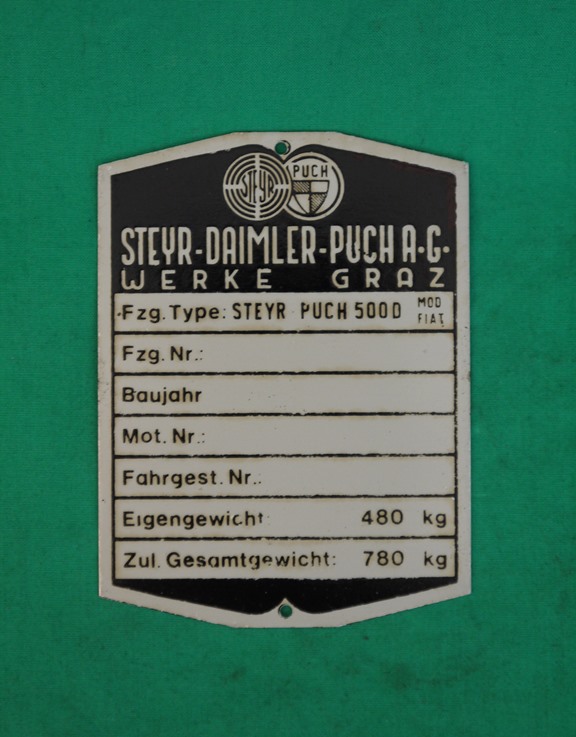 STEYR PUCH
STEYR-DAIMLER-PUCH A·G·
WERKE GRAZ
Fzg. Type: STEYR PUCH 500D MOD FIAT
Fzg. Nr.:
Baujahr
Mot. Nr.:
Fahrgest. Nr.:
Eigengewicht 480 kg
Zul. Gesamtgewicht: 780 kg